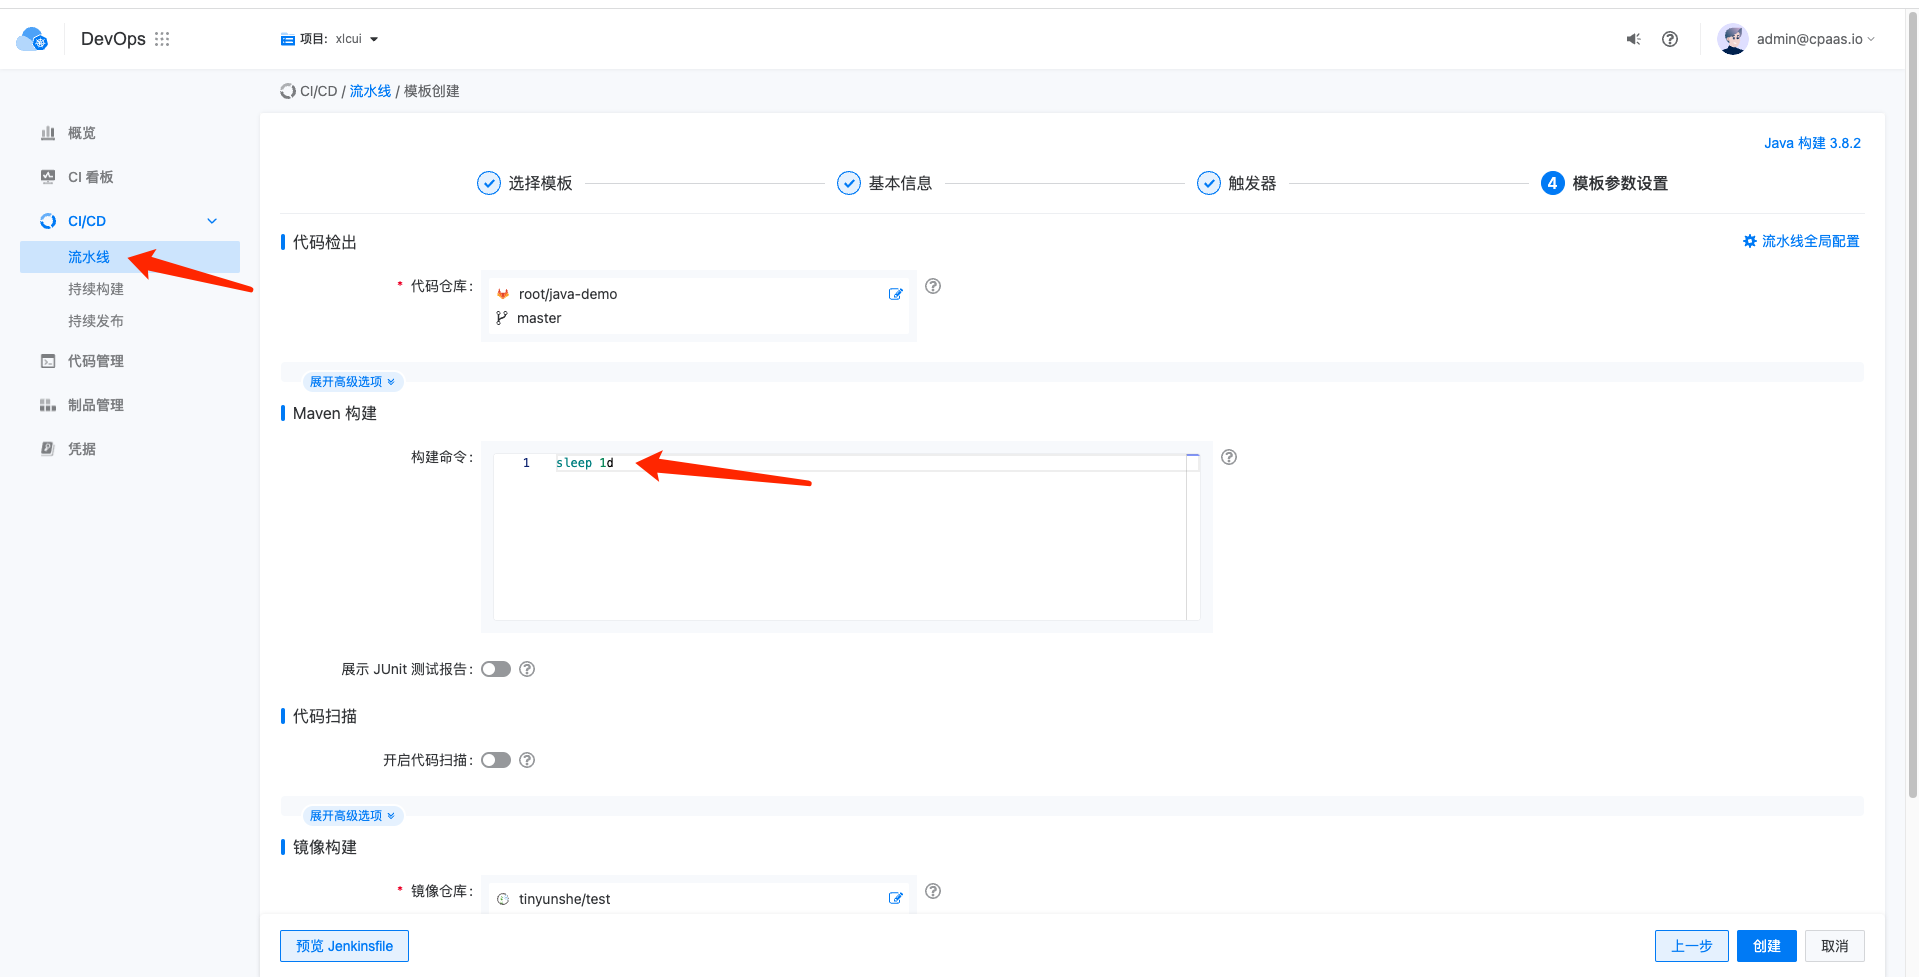 DevOps
项目: xlcui
admin@cpaas.io
CI/CD / 流水线 / 模板创建
概览
CI 看板
CI/CD
流水线
持续构建
持续发布
代码管理
制品管理
凭据
Java 构建 3.8.2
选择模板
基本信息
触发器
4 模板参数设置
代码检出
流水线全局配置
* 代码仓库:
root/java-demo
master
展开高级选项
Maven 构建
构建命令:
1 sleep 1d
展示 JUnit 测试报告:
代码扫描
开启代码扫描:
展开高级选项
镜像构建
* 镜像仓库:
tinyunshe/test
预览 Jenkinsfile
上一步
创建
取消